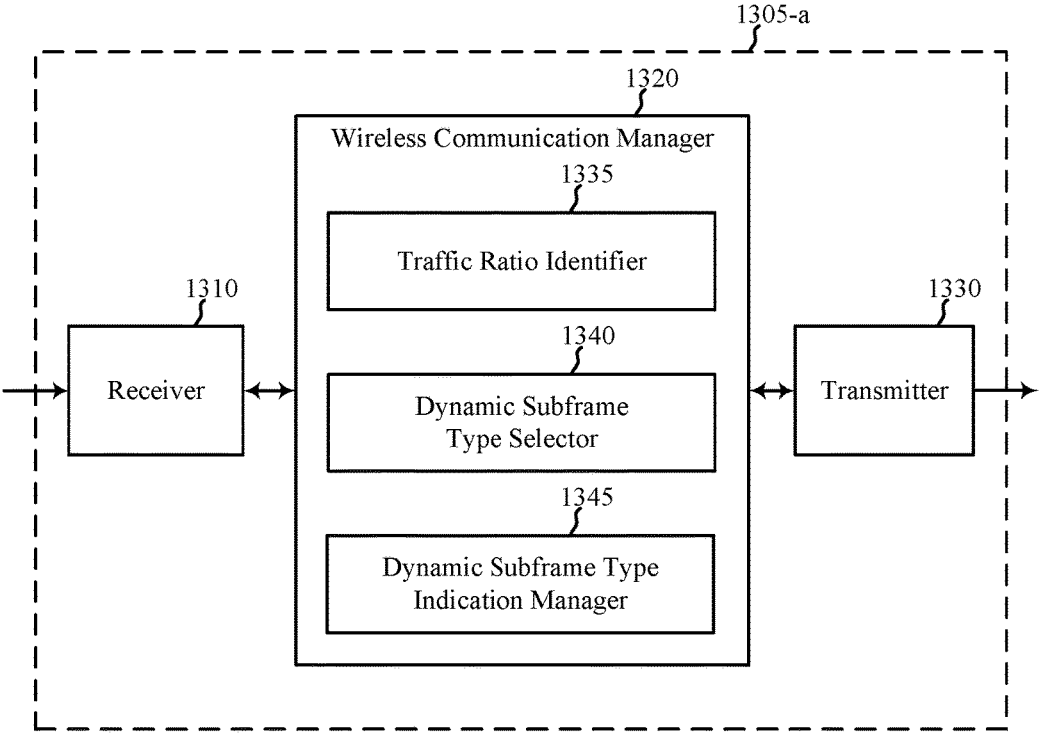 1305-a
1320
Wireless Communication Manager
1335
Traffic Ratio Identifier
1310
Receiver
1340
Dynamic Subframe
Type Selector
1330
Transmitter
1345
Dynamic Subframe Type
Indication Manager